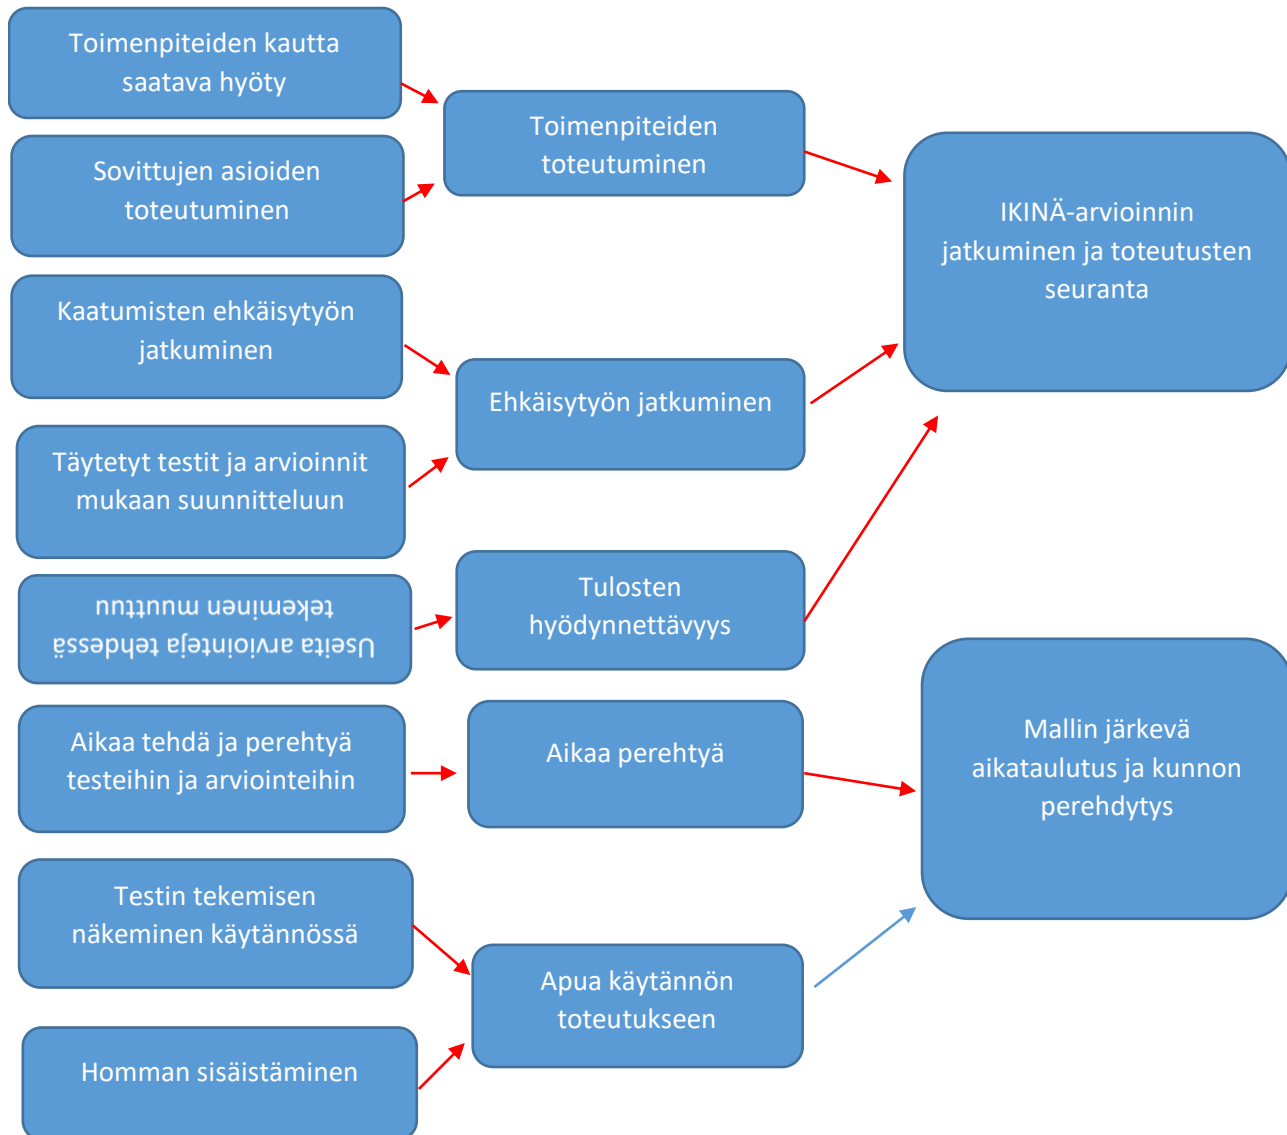 Toimenpiteiden kautta
saatava hyöty
Sovittujen asioiden
toteutuminen
Kaatumisten ehkäisytyön
jatkuminen
Täytetyt testit ja arvioinnit
mukaan suunnitteluun
Useita arviointeja tehdessä
tekeminen muuttuu
Aikaa tehdä ja perehtyä
testeihin ja arviointeihin
Testin tekemisen
näkeminen käytännössä
Homman sisäistäminen
Toimenpiteiden
toteutuminen
Ehkäisytyön jatkuminen
Tulosten
hyödynnettävyys
Aikaa perehtyä
Apua käytännön
toteutukseen
IKINÄ-arvioinnin
jatkuminen ja toteutusten
seuranta
Mallin järkevä
aikataulutus ja kunnon
perehdytys